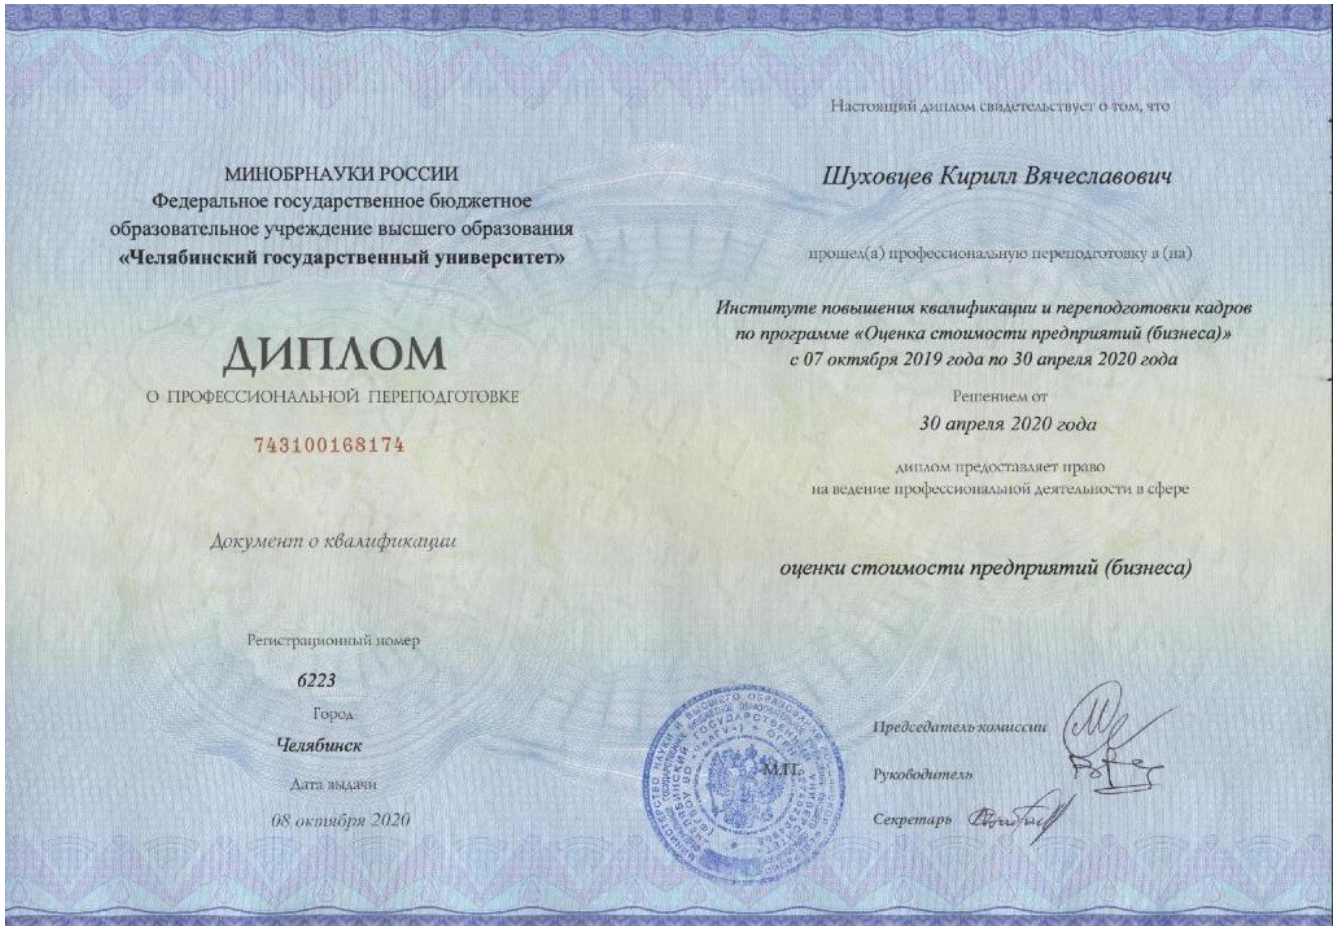 МИНОБРНАУКИ РОССИИ
Федеральное государственное бюджетное
образовательное учреждение высшего образования
«Челябинский государственный университет»
ДИПЛОМ
О ПРОФЕССИОНАЛЬНОЙ ПЕРЕПОДГОТОВКЕ
743100168174
Документ о квалификации
Регистрационный номер
6223
Город
Челябинск
Дата выдачи
08 октября 2020
Настоящий диплом свидетельствует о том, что
Шуховцев Кирилл Вячеславович
прошел(а) профессиональную переподготовку в (на)
Институте повышения квалификации и переподготовки кадров
по программе «Оценка стоимости предприятий (бизнеса)»
с 07 октября 2019 года по 30 апреля 2020 года
Решением от
30 апреля 2020 года
диплом предоставляет право
на ведение профессиональной деятельности в сфере
оценки стоимости предприятий (бизнеса)
М.П.
Председатель комиссии
Руководитель
Секретарь